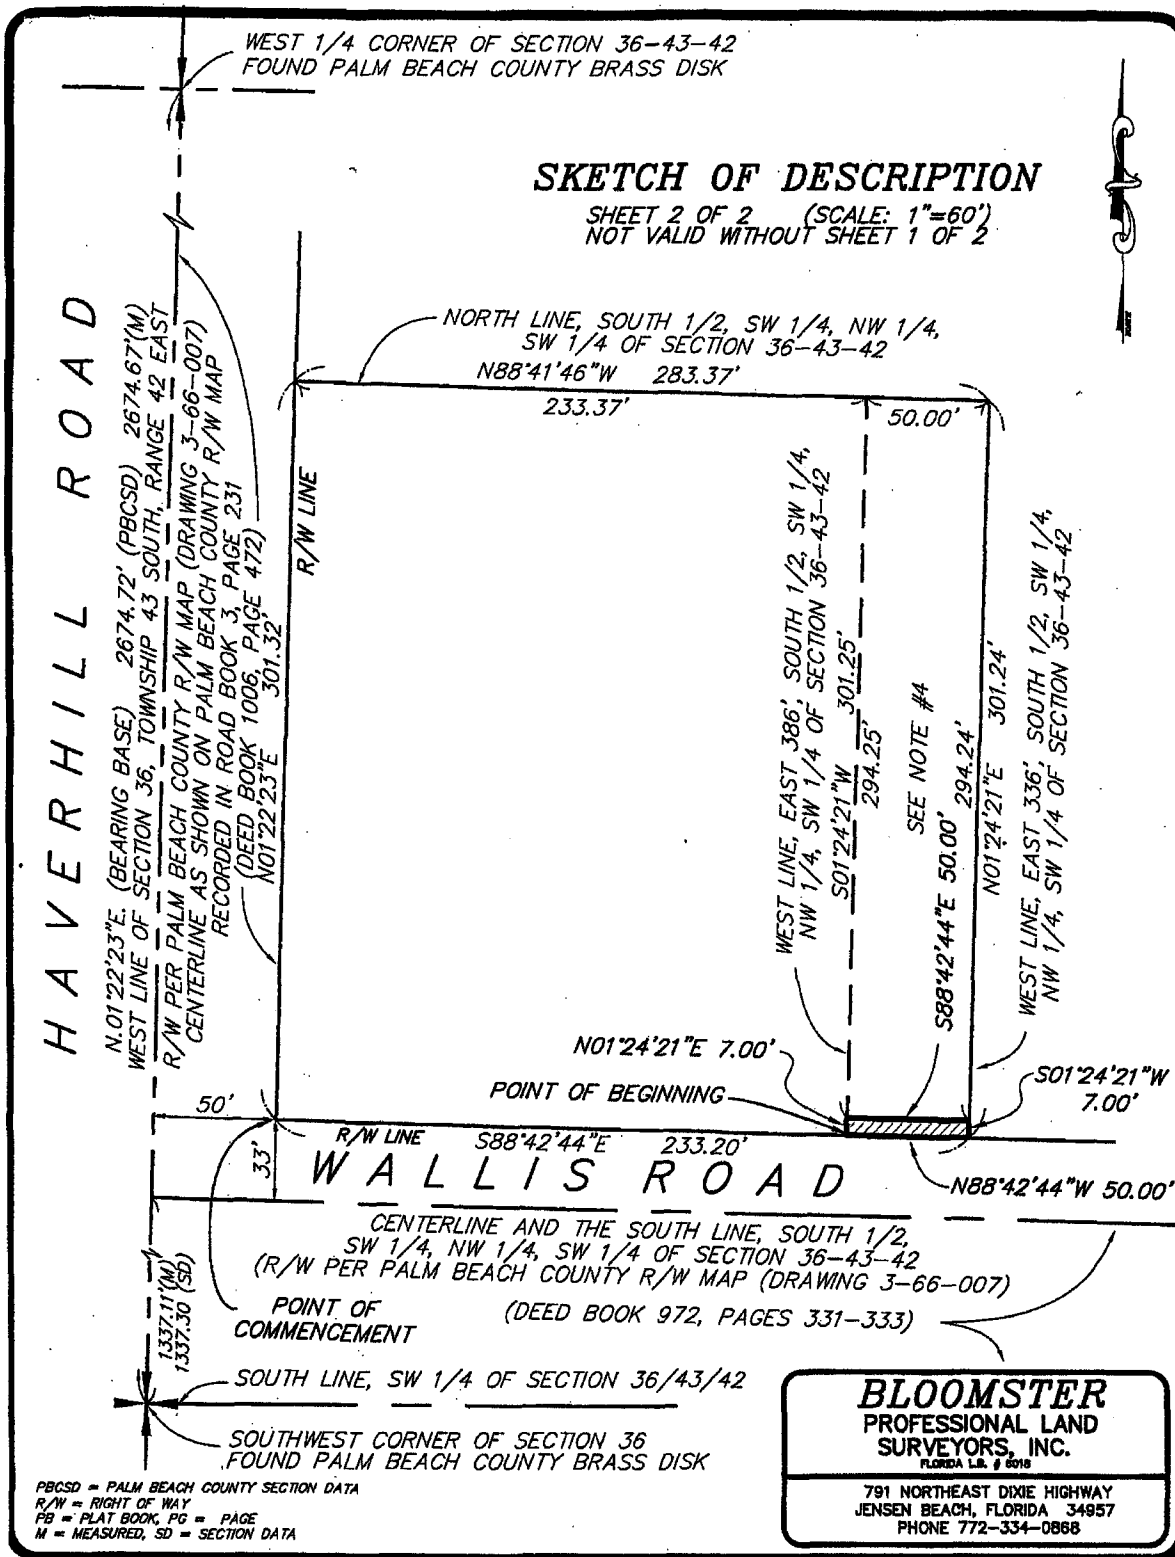 WEST 1/4 CORNER OF SECTION 36-43-42
FOUND PALM BEACH COUNTY BRASS DISK
SKETCH OF DESCRIPTION
SHEET 2 OF 2 (SCALE: 1"=60')
NOT VALID WITHOUT SHEET 1 OF 2
NORTH LINE, SOUTH 1/2, SW 1/4, NW 1/4,
SW 1/4 OF SECTION 36-43-42
N88°41'46"W 283.37'
233.37'
50.00'
HAVERHILL ROAD
N.01°22'23"E. (BEARING BASE) 2674.72' (PBCSD) 2674.67'(M)
WEST LINE OF SECTION 36, TOWNSHIP 43 SOUTH, RANGE 42 EAST
R/W PER PALM BEACH COUNTY R/W MAP (DRAWING 3-66-007)
CENTERLINE AS SHOWN ON PALM BEACH COUNTY R/W MAP
RECORDED IN ROAD BOOK 3, PAGE 231
(DEED BOOK 1006, PAGE 472)
N01°22'23"E 301.32'
R/W LINE
WEST LINE, EAST 386', SOUTH 1/2, SW 1/4,
NW 1/4, SW 1/4 OF SECTION 36-43-42
S01°24'21"W 301.25'
294.25'
SEE NOTE #4
S88°42'44"E 50.00'
294.24'
N01°24'21"E 301.24'
WEST LINE, EAST 336', SOUTH 1/2, SW 1/4,
NW 1/4, SW 1/4 OF SECTION 36-43-42
N01°24'21"E 7.00'
POINT OF BEGINNING
S01°24'21"W
7.00'
50'
33'
R/W LINE S88°42'44"E 233.20'
WALLIS ROAD
N88°42'44"W 50.00'
CENTERLINE AND THE SOUTH LINE, SOUTH 1/2,
SW 1/4, NW 1/4, SW 1/4 OF SECTION 36-43-42
(R/W PER PALM BEACH COUNTY R/W MAP (DRAWING 3-66-007)
(DEED BOOK 972, PAGES 331-333)
POINT OF
COMMENCEMENT
1337.11'(M)
1337.30 (SD)
SOUTH LINE, SW 1/4 OF SECTION 36/43/42
SOUTHWEST CORNER OF SECTION 36
FOUND PALM BEACH COUNTY BRASS DISK
PBCSD = PALM BEACH COUNTY SECTION DATA
R/W = RIGHT OF WAY
PB = PLAT BOOK, PG = PAGE
M = MEASURED, SD = SECTION DATA
BLOOMSTER
PROFESSIONAL LAND
SURVEYORS, INC.
FLORIDA L.B. # 6018
791 NORTHEAST DIXIE HIGHWAY
JENSEN BEACH, FLORIDA 34957
PHONE 772-334-0868